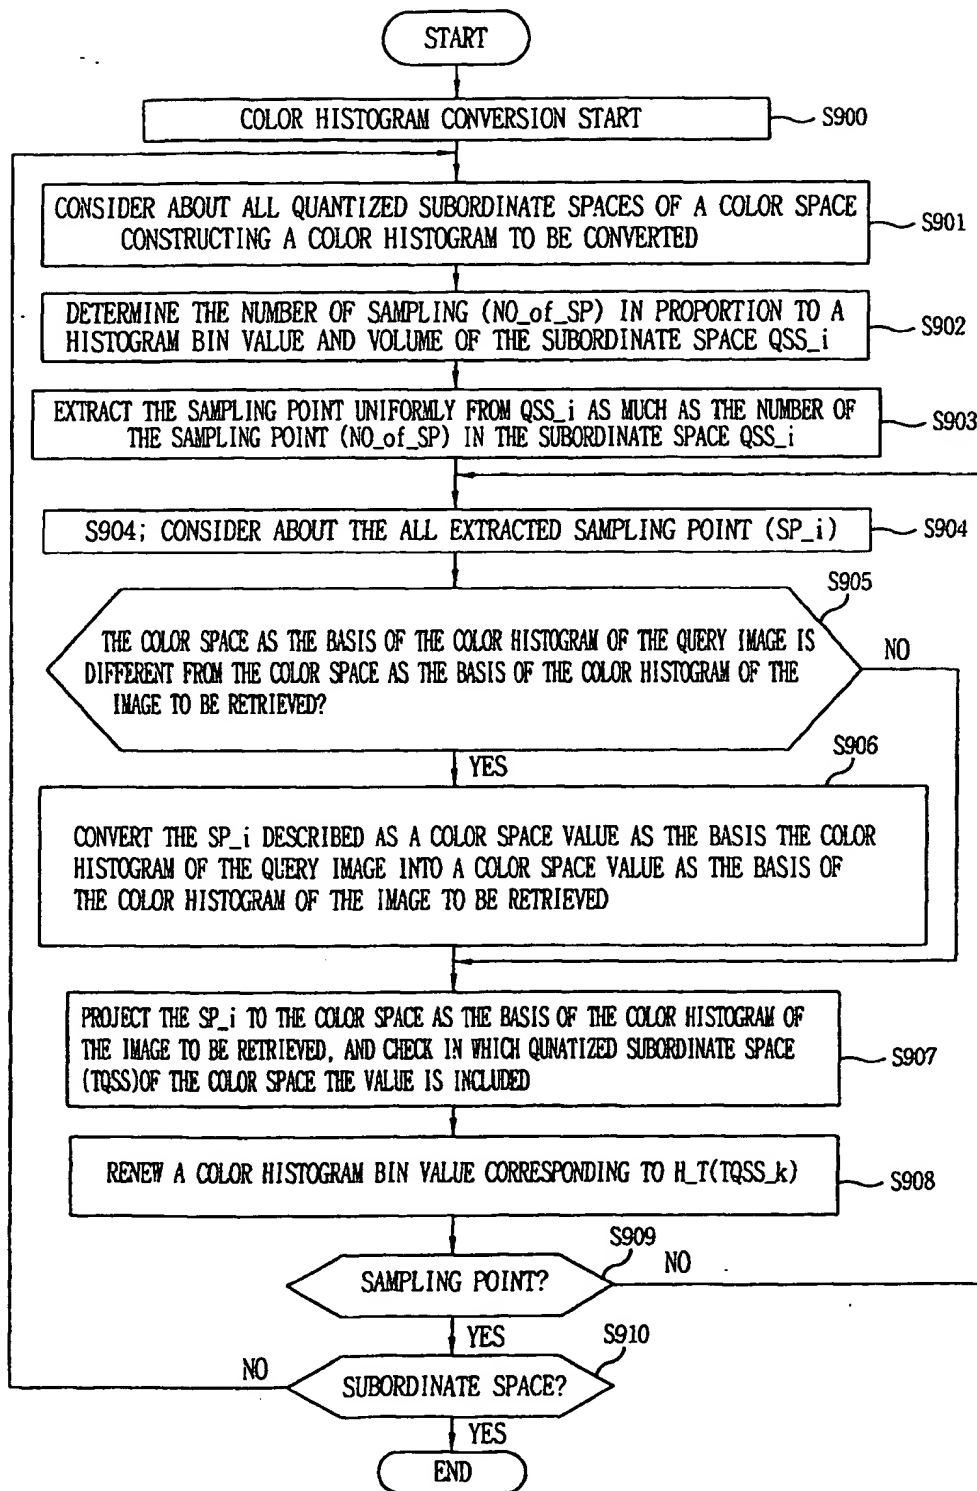 START
COLOR HISTOGRAM CONVERSION START
S900
CONSIDER ABOUT ALL QUANTIZED SUBORDINATE SPACES OF A COLOR SPACE
CONSTRUCTING A COLOR HISTOGRAM TO BE CONVERTED
S901
DETERMINE THE NUMBER OF SAMPLING (NO_of_SP) IN PROPORTION TO A
HISTOGRAM BIN VALUE AND VOLUME OF THE SUBORDINATE SPACE QSS_i
S902
EXTRACT THE SAMPLING POINT UNIFORMLY FROM QSS_i AS MUCH AS THE NUMBER OF
THE SAMPLING POINT (NO_of_SP) IN THE SUBORDINATE SPACE QSS_i
S903
S904; CONSIDER ABOUT THE ALL EXTRACTED SAMPLING POINT (SP_i)
S904
S905
THE COLOR SPACE AS THE BASIS OF THE COLOR HISTOGRAM OF THE QUERY IMAGE IS
DIFFERENT FROM THE COLOR SPACE AS THE BASIS OF THE COLOR HISTOGRAM OF THE
IMAGE TO BE RETRIEVED?
NO
YES
S906
CONVERT THE SP_i DESCRIBED AS A COLOR SPACE VALUE AS THE BASIS THE COLOR
HISTOGRAM OF THE QUERY IMAGE INTO A COLOR SPACE VALUE AS THE BASIS OF
THE COLOR HISTOGRAM OF THE IMAGE TO BE RETRIEVED
PROJECT THE SP_i TO THE COLOR SPACE AS THE BASIS OF THE COLOR HISTOGRAM OF
THE IMAGE TO BE RETRIEVED, AND CHECK IN WHICH QUNATIZED SUBORDINATE SPACE
(TQSS)OF THE COLOR SPACE THE VALUE IS INCLUDED
S907
RENEW A COLOR HISTOGRAM BIN VALUE CORRESPONDING TO H_T(TQSS_k)
S908
S909
SAMPLING POINT?
NO
YES
S910
NO
SUBORDINATE SPACE?
YES
END